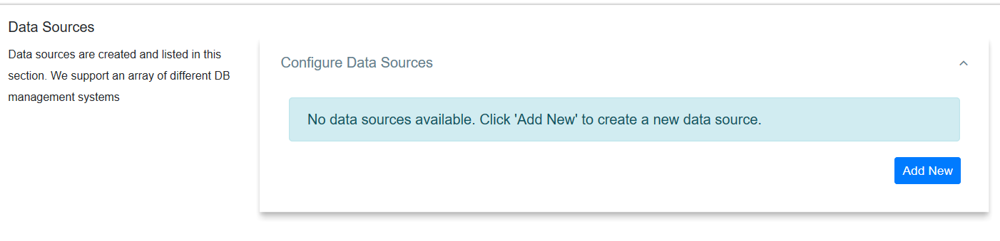 Data Sources
Data sources are created and listed in this
section. We support an array of different DB
management systems
Configure Data Sources
No data sources available. Click 'Add New' to create a new data source.
Add New